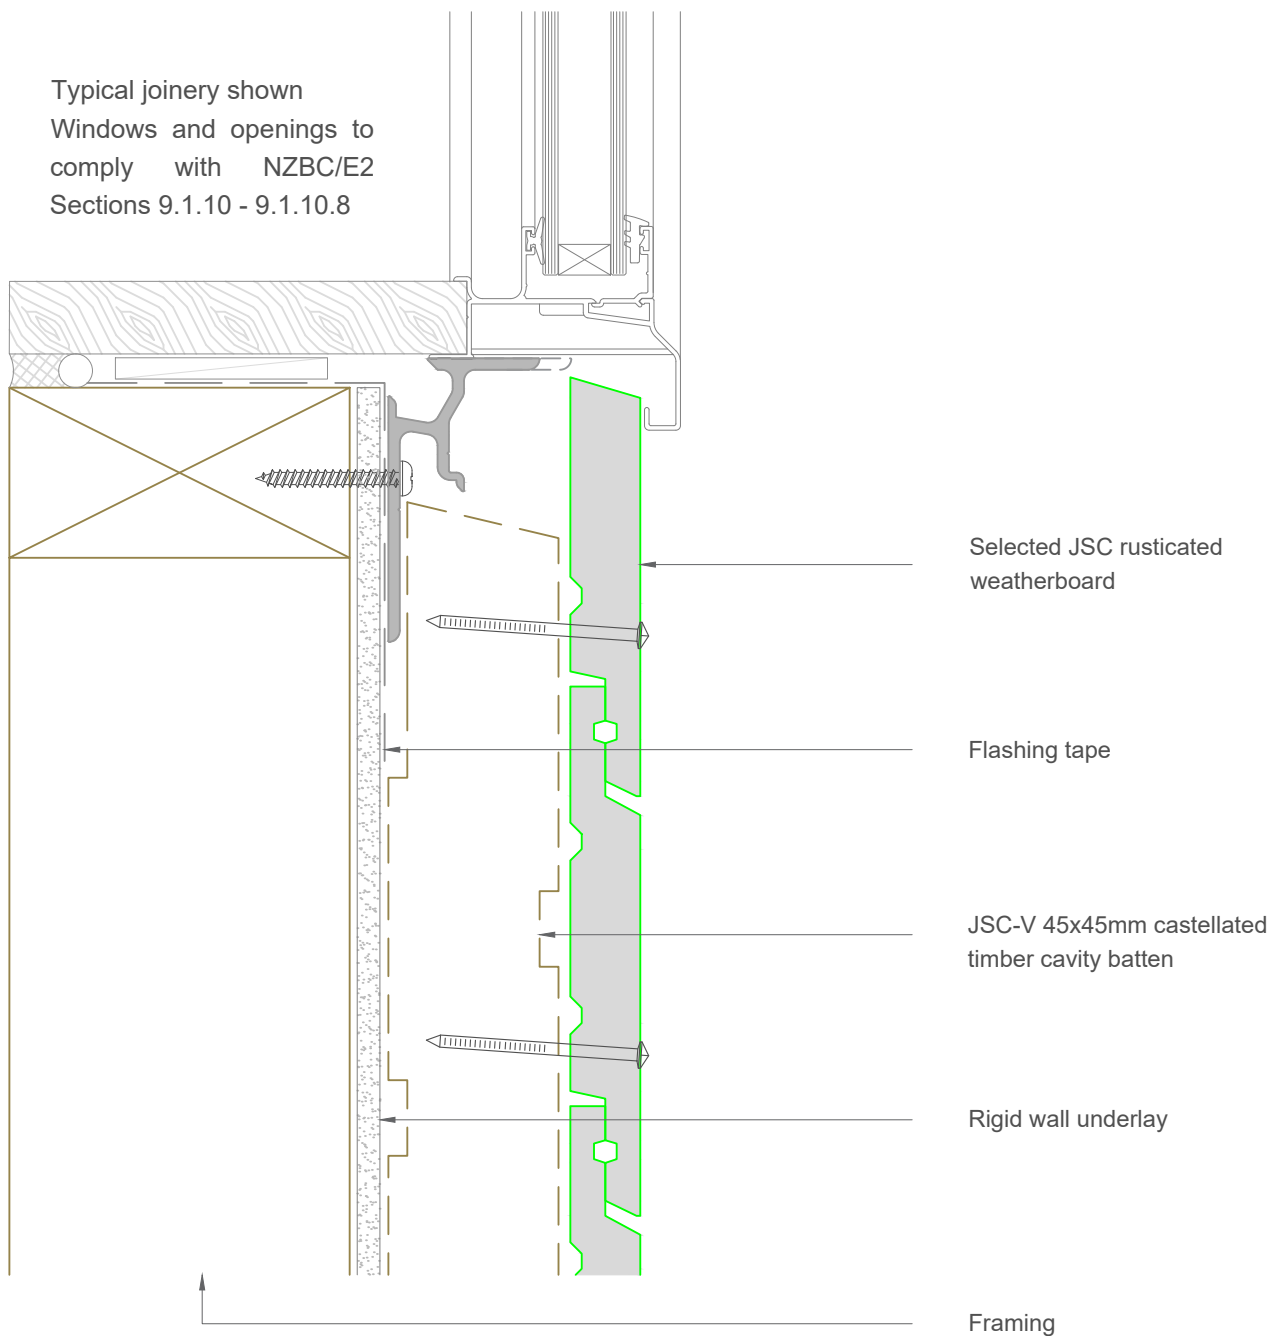 Typical joinery shown
Windows and openings to
comply with NZBC/E2
Sections 9.1.10 - 9.1.10.8
Selected JSC rusticated
weatherboard
Flashing tape
JSC-V 45x45mm castellated
timber cavity batten
Rigid wall underlay
Framing